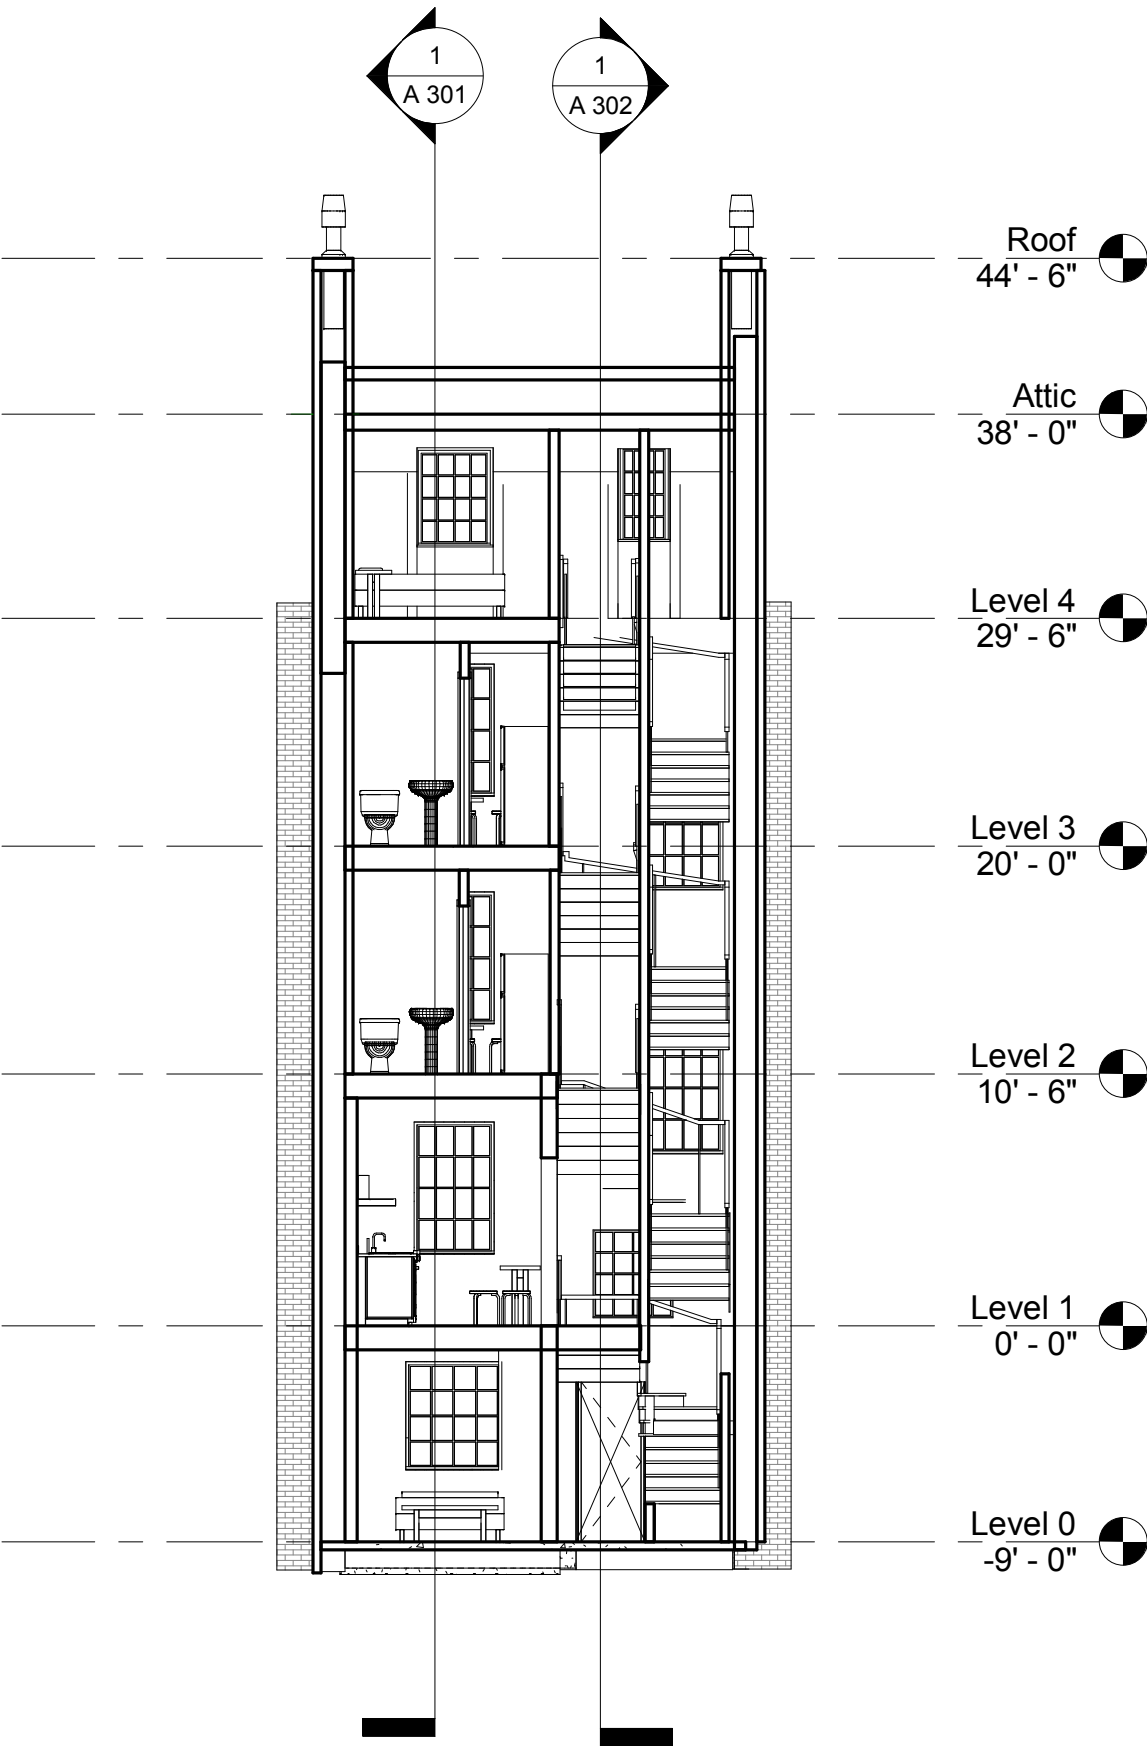 1
A 301
1
A 302
Roof
44' - 6"
Attic
38' - 0"
Level 4
29' - 6"
Level 3
20' - 0"
Level 2
10' - 6"
Level 1
0' - 0"
Level 0
-9' - 0"